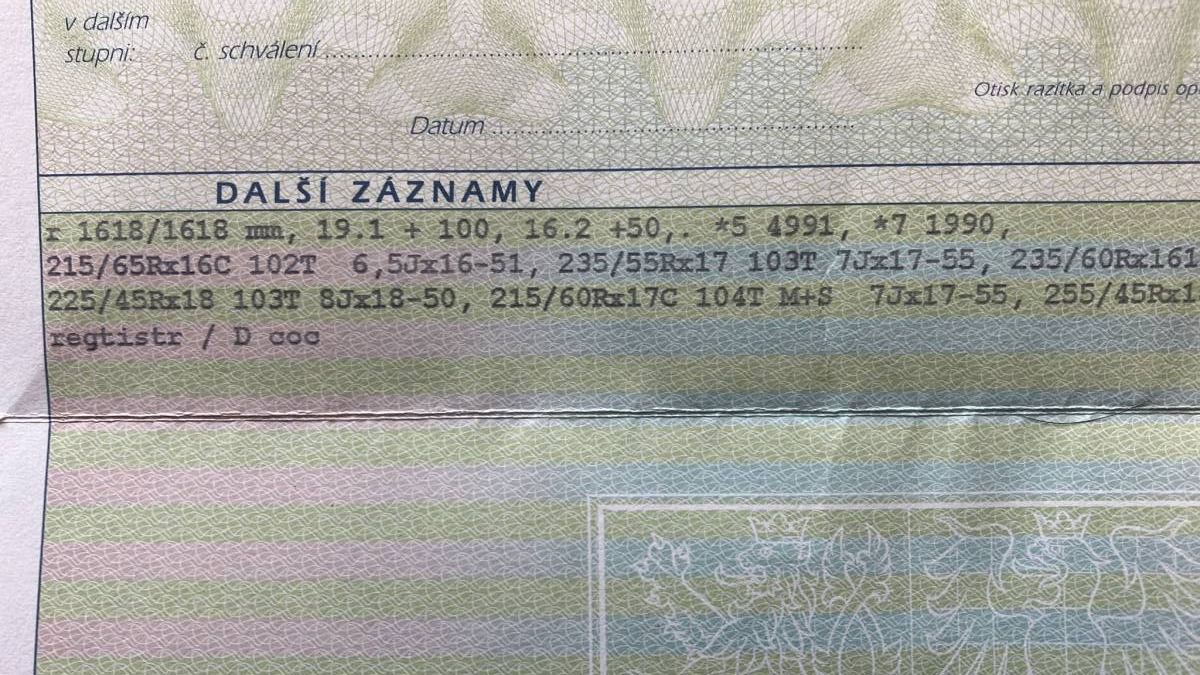 v dalším
stupni: č. schválení
Otisk razítka a podpis op
Datum
DALŠÍ ZÁZNAMY
r 1618/1618 mm, 19.1 + 100, 16.2 +50,. *5 4991, *7 1990,
215/65Rx16C 102T 6,5Jx16-51, 235/55Rx17 103T 7Jx17-55, 235/60Rx161
225/45Rx18 103T 8Jx18-50, 215/60Rx17C 104T M+S 7Jx17-55, 255/45Rx1
regtistr / D coc